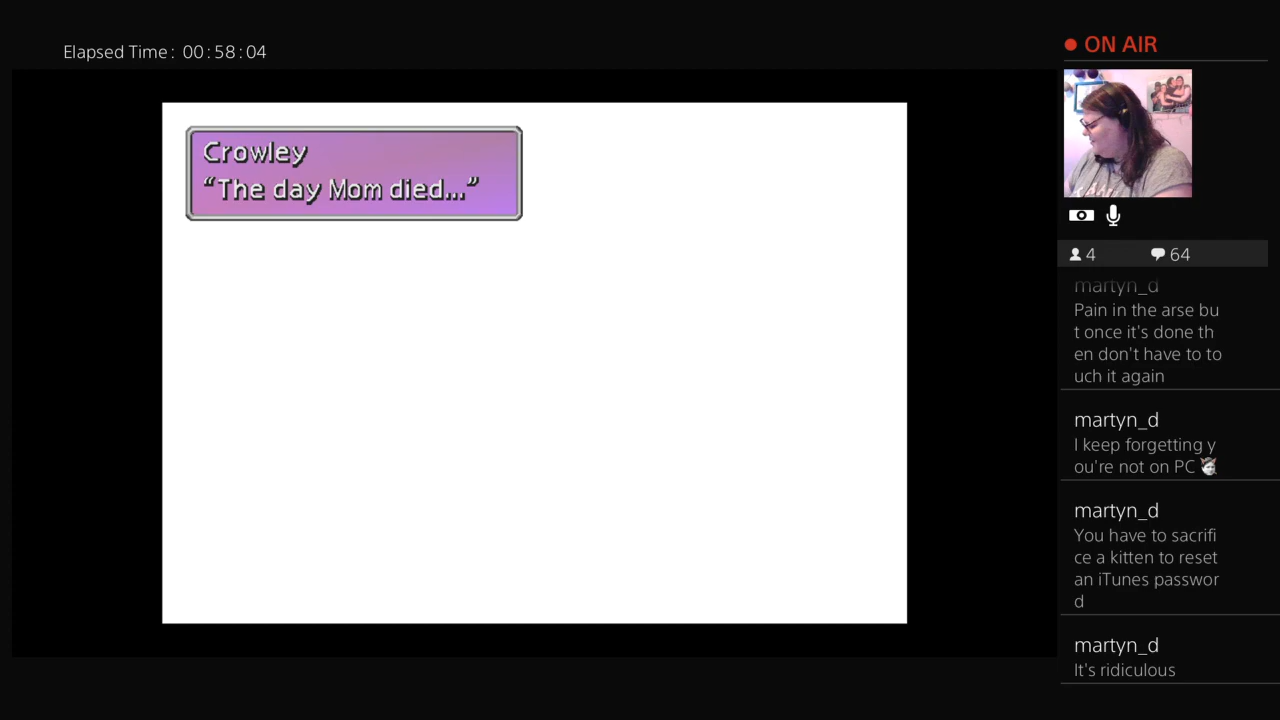 Elapsed Time: 00:58:04
ON AIR
Crowley
“The day Mom died...”
4
64
martyn_d
Pain in the arse bu
t once it's done th
en don't have to to
uch it again
martyn_d
I keep forgetting y
ou're not on PC
martyn_d
You have to sacrifi
ce a kitten to reset
an iTunes passwor
d
martyn_d
It's ridiculous